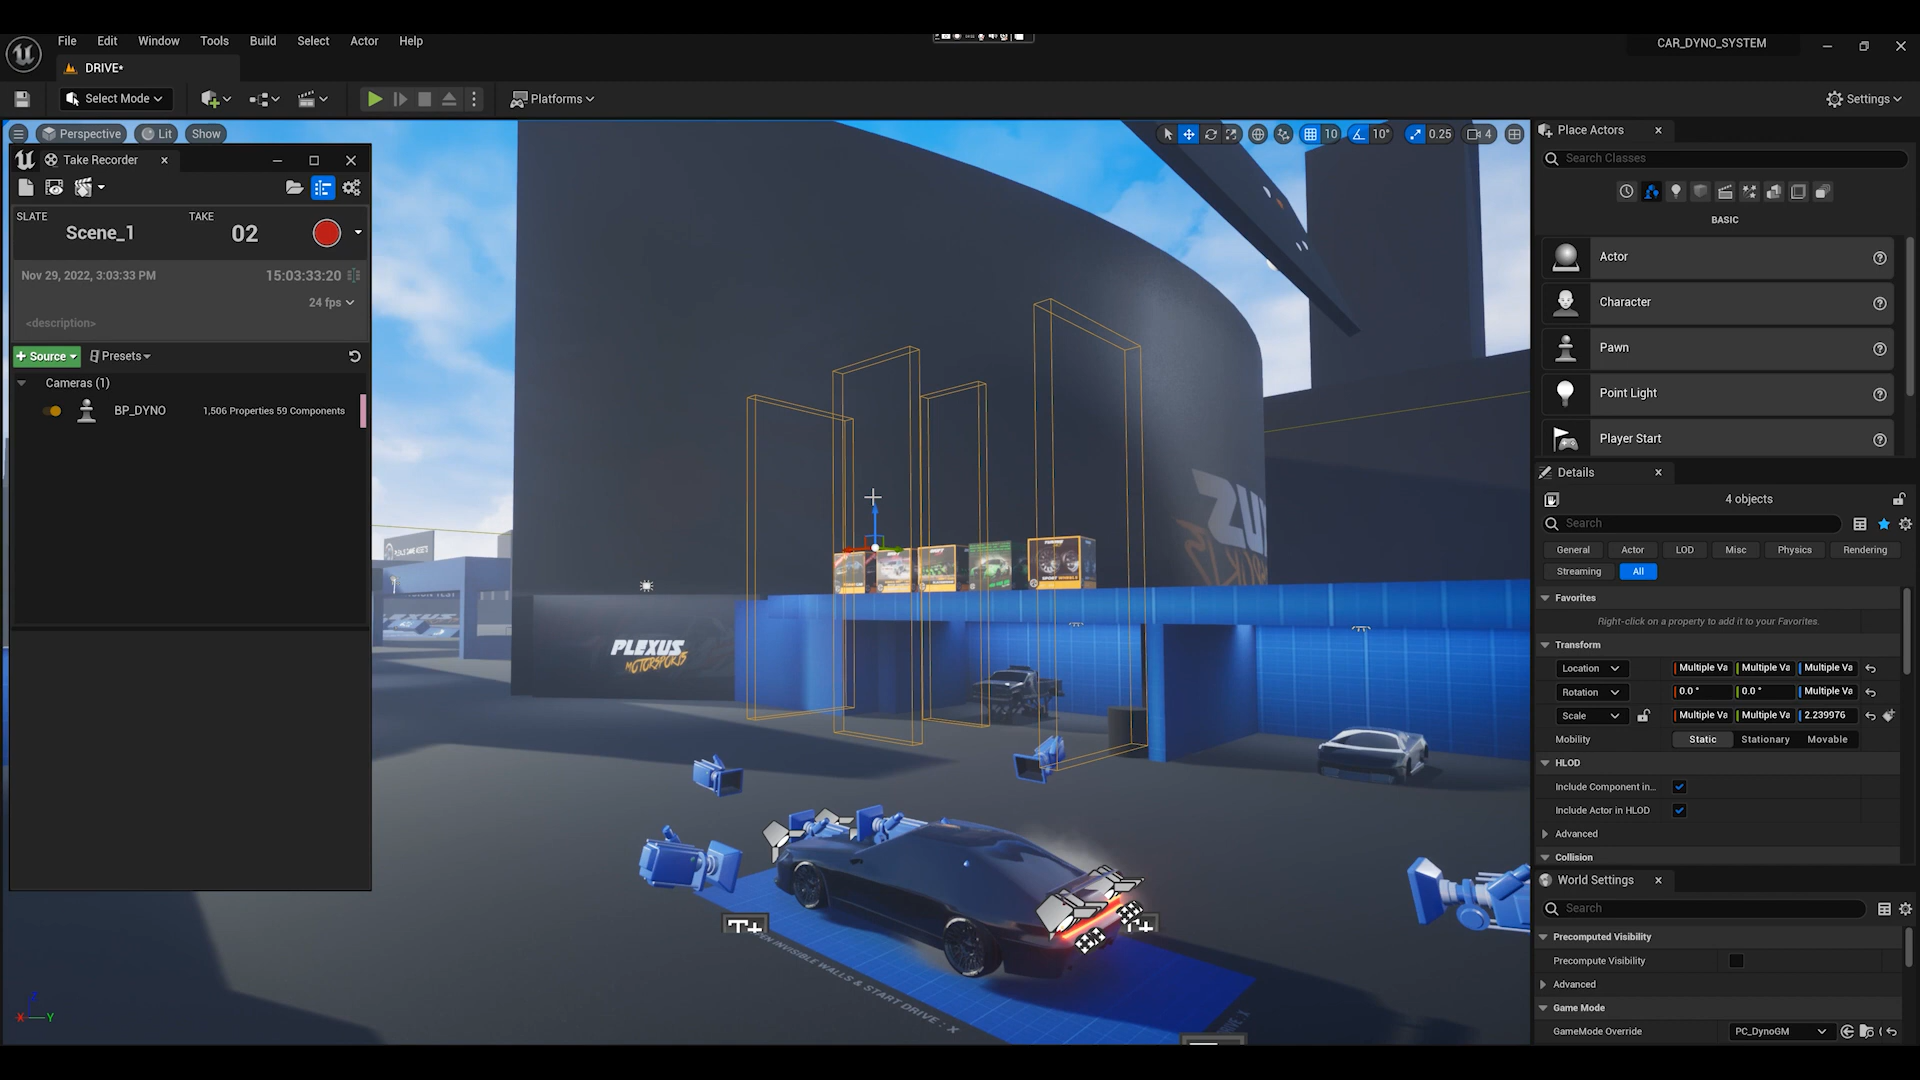 File Edit Window Tools Build Select Actor Help
CAR_DYNO_SYSTEM
DRIVE•
Select Mode
Platforms
Settings
Perspective Lit Show
10 10° 0.25 4
Take Recorder
SLATE TAKE
Scene_1 02
Nov 29, 2022, 3:03:33 PM 15:03:33:20
24 fps
<description>
+ Source Presets
Cameras (1)
BP_DYNO 1,506 Properties 59 Components
Place Actors
Search Classes
BASIC
Actor
Character
Pawn
Point Light
Player Start
Details
4 objects
Search
General Actor LOD Misc Physics Rendering
Streaming All
Favorites
Right-click on a property to add it to your Favorites.
Transform
Location Multiple Va Multiple Va Multiple Va
Rotation 0.0 ° 0.0 ° Multiple Va
Scale Multiple Va Multiple Va 2.239976
Mobility Static Stationary Movable
HLOD
Include Component in...
Include Actor in HLOD
Advanced
Collision
World Settings
Search
Precomputed Visibility
Precompute Visibility
Advanced
Game Mode
GameMode Override PC_DynoGM
PLEXUS
MOTORSPORTS
SPORT WHEELS
T+
INVISIBLE WALLS & START DRIVE : X
Z
X Y